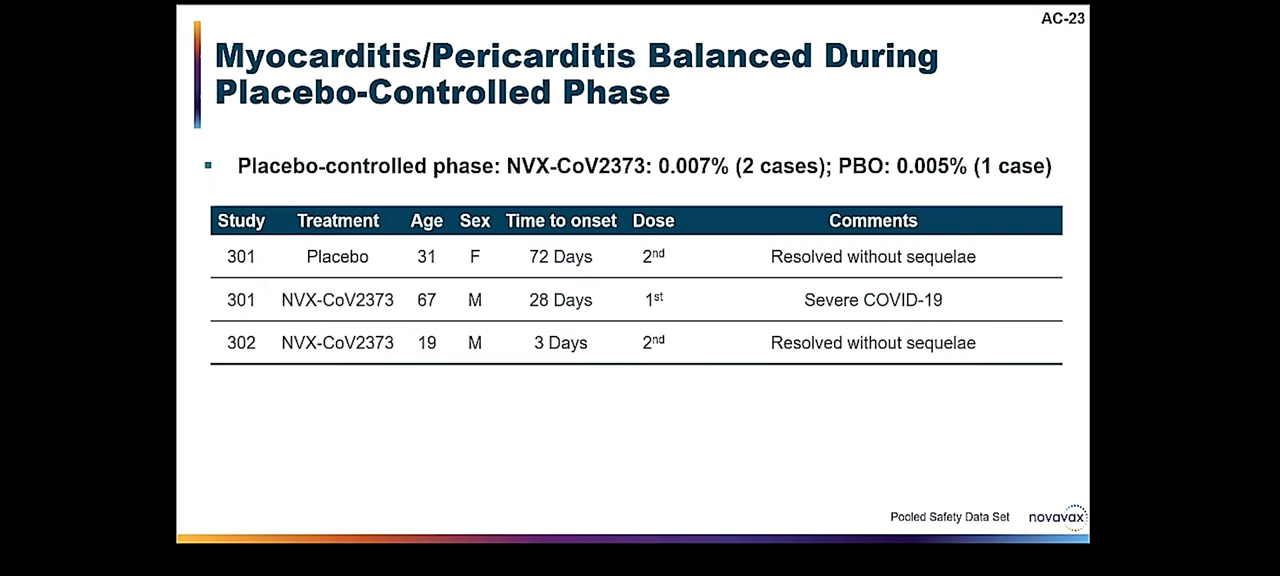 AC-23
Myocarditis/Pericarditis Balanced During
Placebo-Controlled Phase
Placebo-controlled phase: NVX-CoV2373: 0.007% (2 cases); PBO: 0.005% (1 case)
Study Treatment Age Sex Time to onset Dose Comments
301 Placebo 31 F 72 Days 2nd Resolved without sequelae
301 NVX-CoV2373 67 M 28 Days 1st Severe COVID-19
302 NVX-CoV2373 19 M 3 Days 2nd Resolved without sequelae
Pooled Safety Data Set novavax